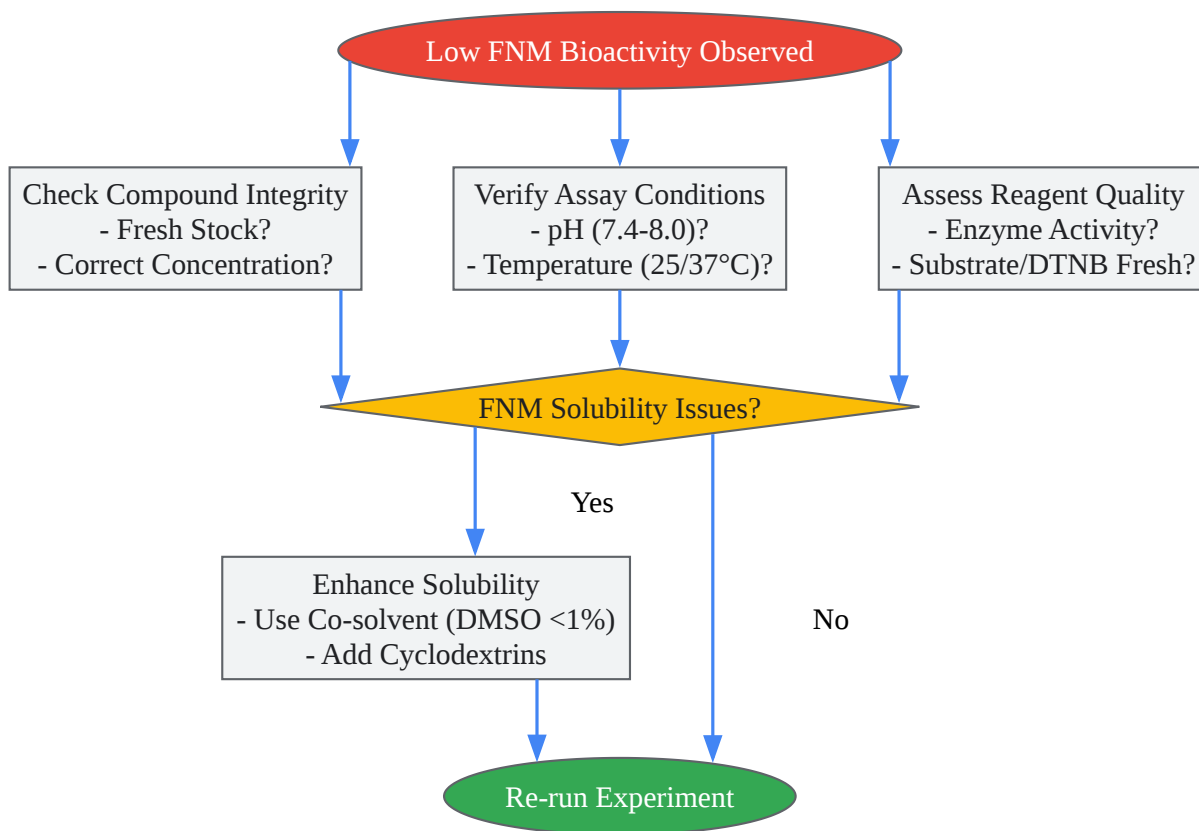 Low FNM Bioactivity Observed
Check Compound Integrity
- Fresh Stock?
- Correct Concentration?
Verify Assay Conditions
- pH (7.4-8.0)?
- Temperature (25/37°C)?
Assess Reagent Quality
- Enzyme Activity?
- Substrate/DTNB Fresh?
FNM Solubility Issues?
Yes
Enhance Solubility
- Use Co-solvent (DMSO <1%)
- Add Cyclodextrins
No
Re-run Experiment